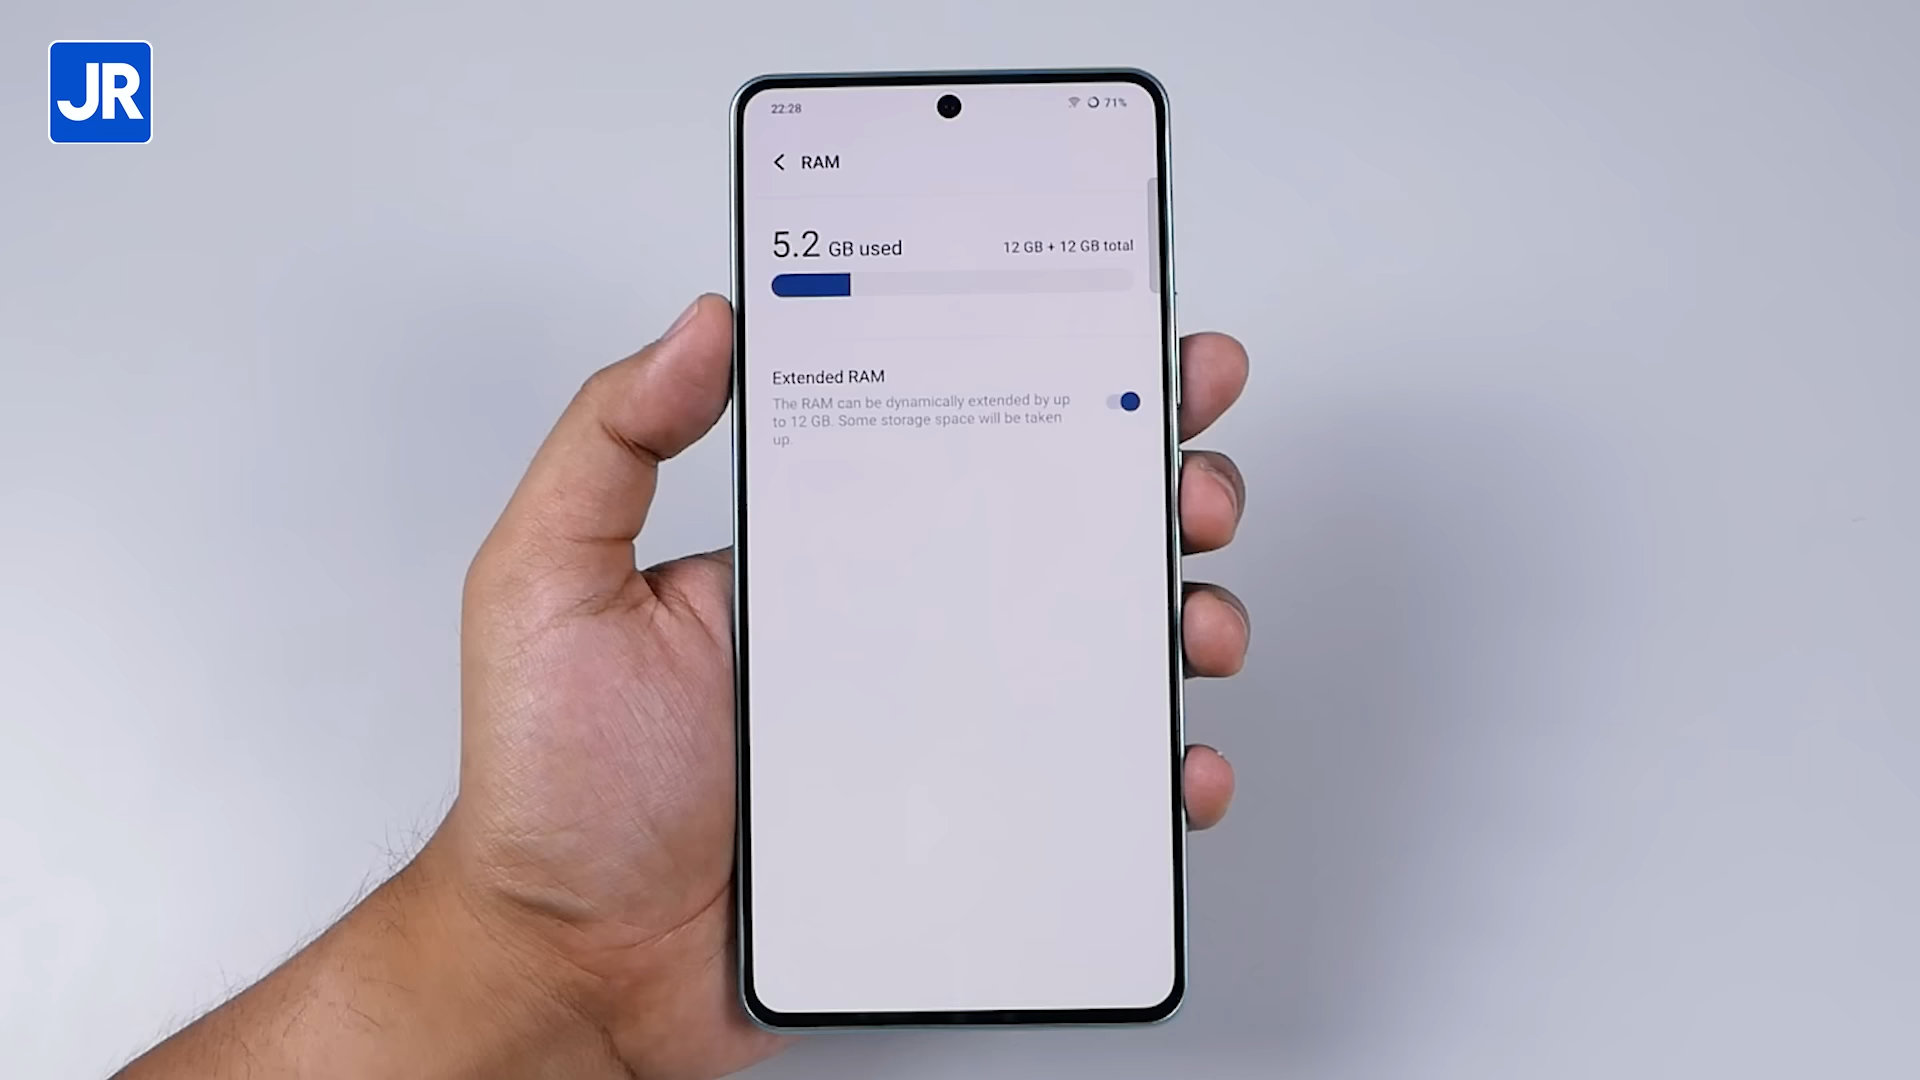 JR
22:28
71%
RAM
5.2 GB used
12 GB + 12 GB total
Extended RAM
The RAM can be dynamically extended by up
to 12 GB. Some storage space will be taken
up.